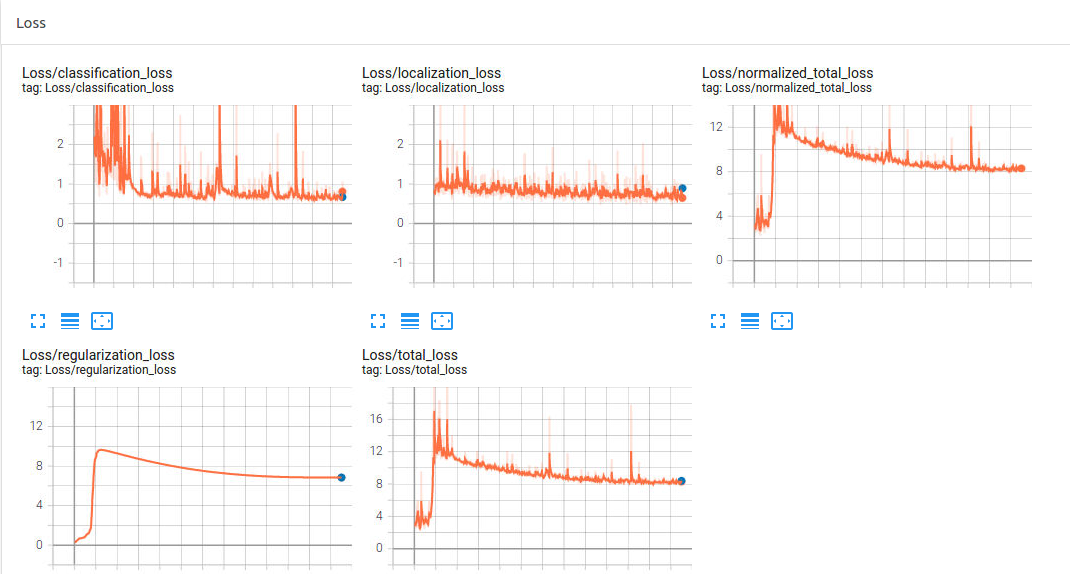 Loss
Loss/classification_loss
tag: Loss/classification_loss
2
1
0
-1
Loss/localization_loss
tag: Loss/localization_loss
2
1
0
-1
Loss/normalized_total_loss
tag: Loss/normalized_total_loss
12
8
4
0
Loss/regularization_loss
tag: Loss/regularization_loss
12
8
4
0
Loss/total_loss
tag: Loss/total_loss
16
12
8
4
0